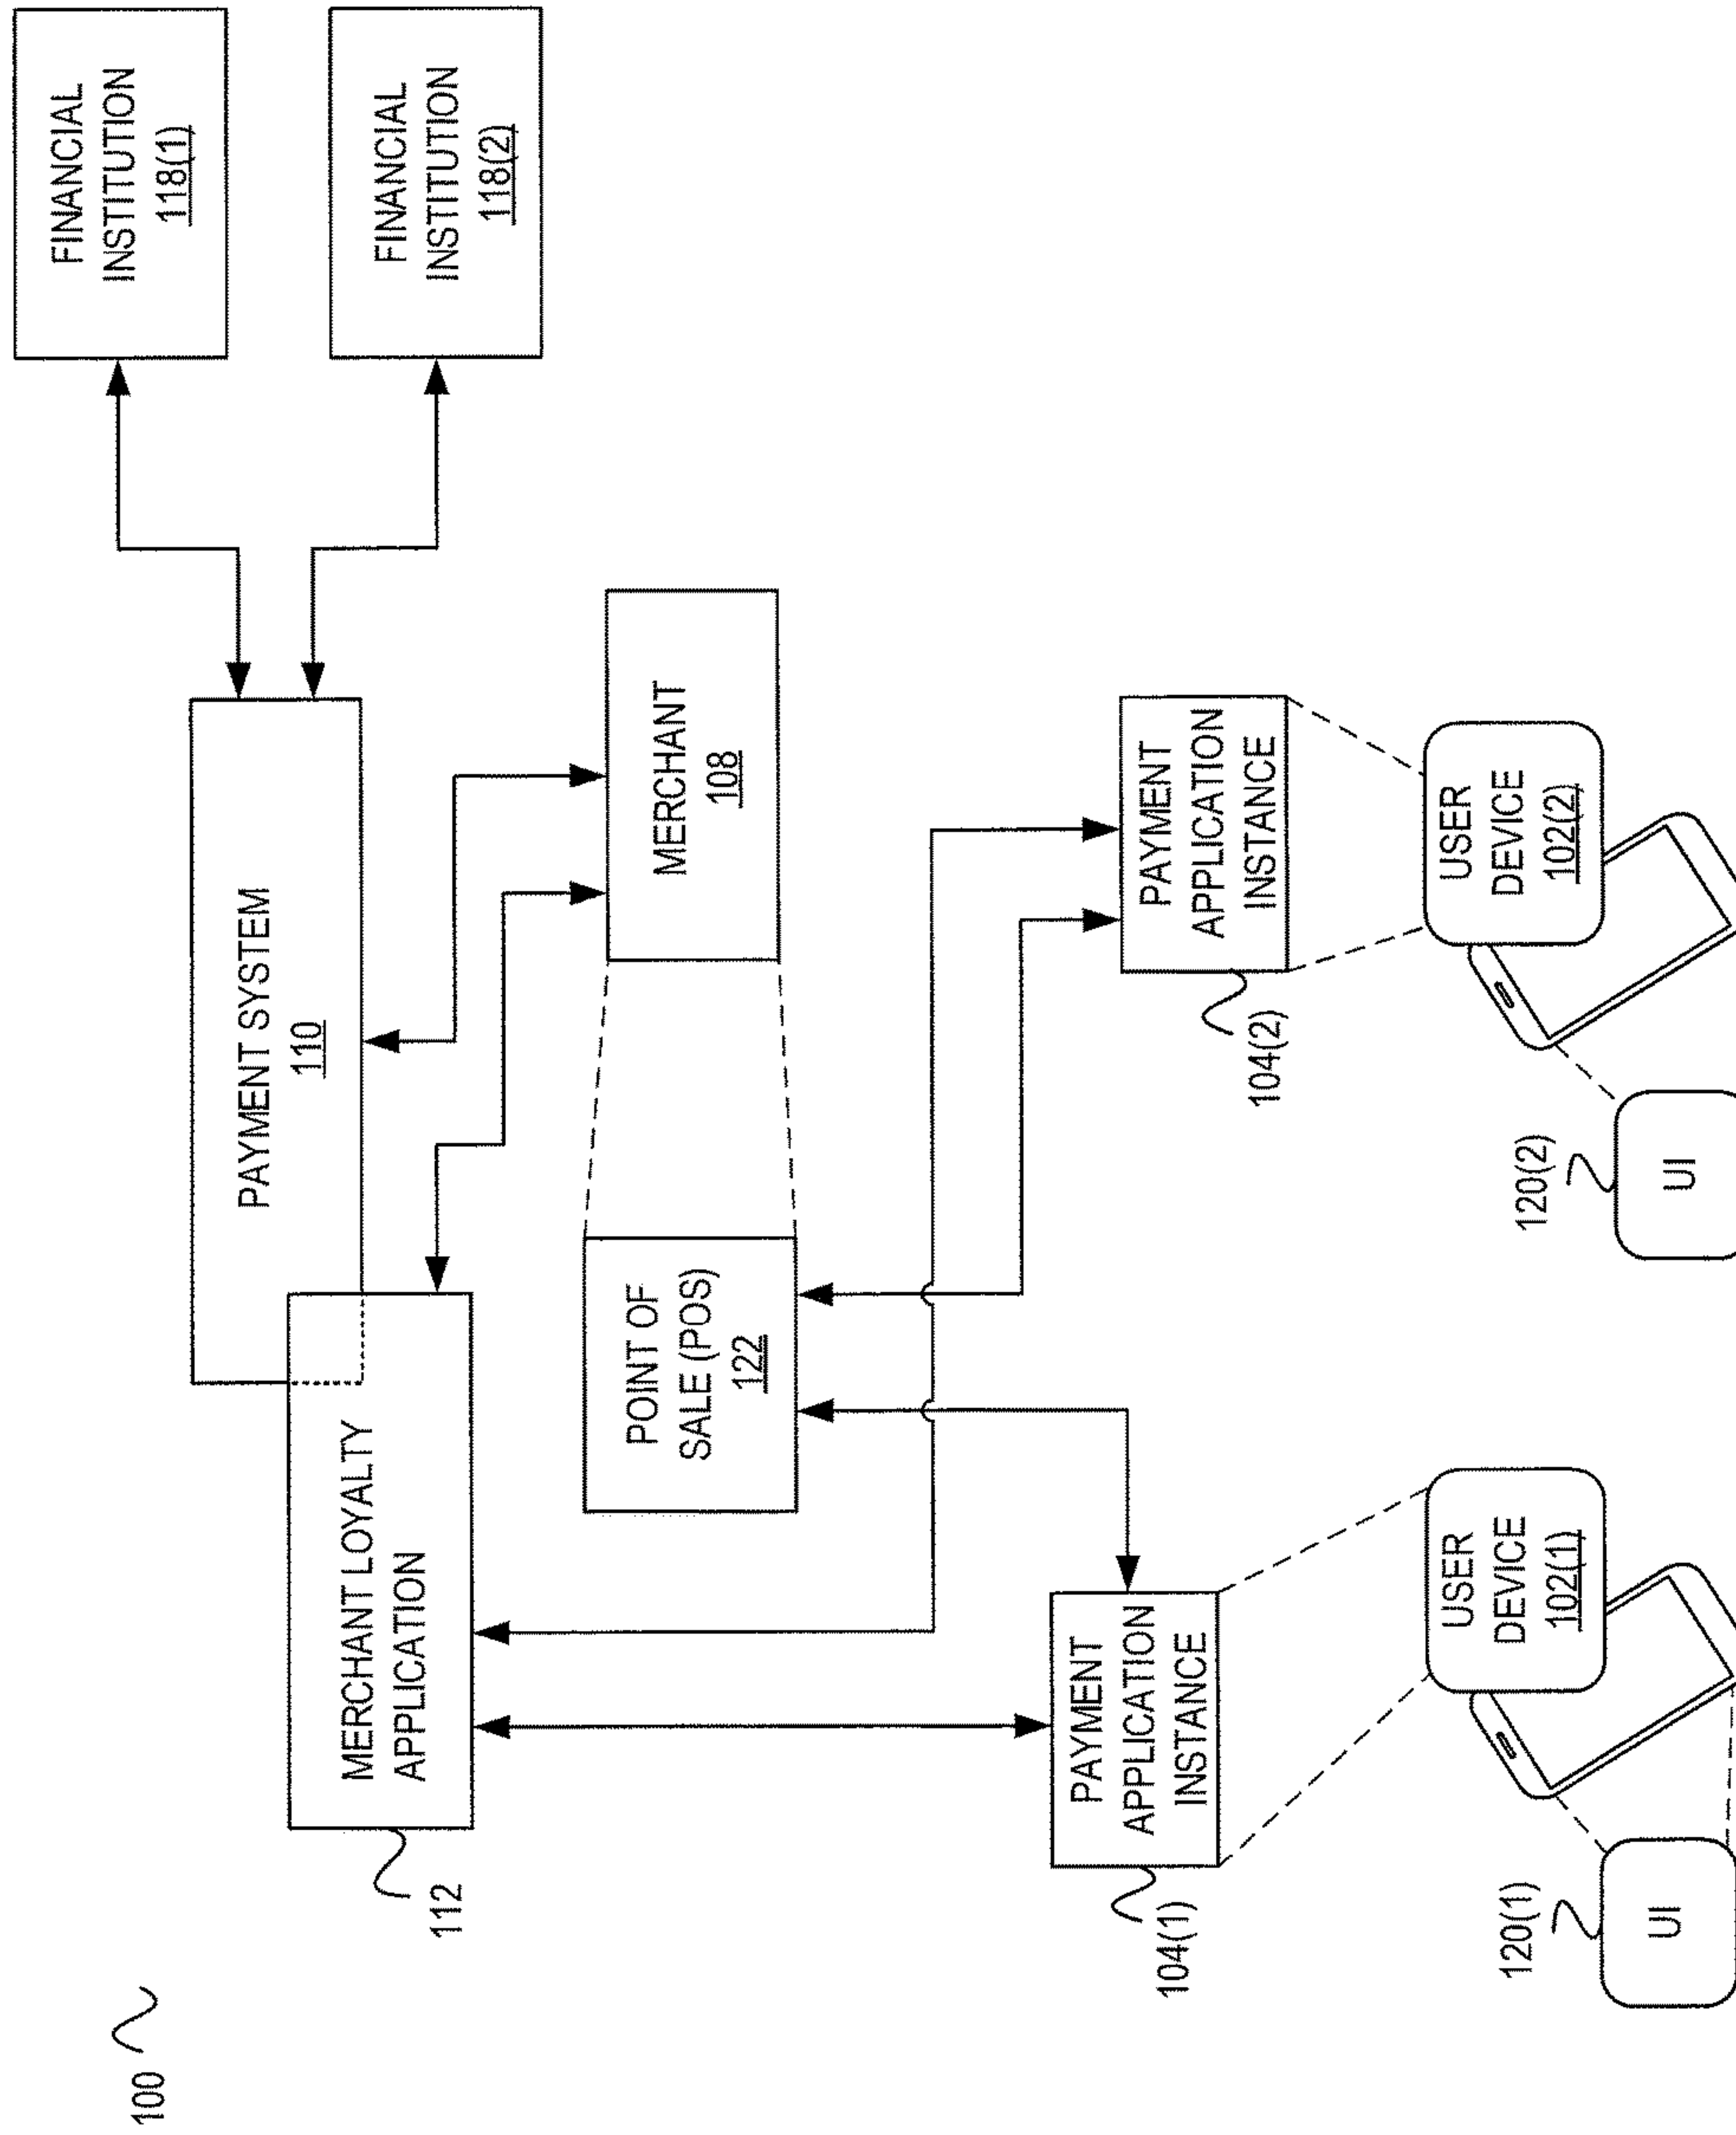 100
FINANCIAL
INSTITUTION
118(1)
FINANCIAL
INSTITUTION
118(2)
PAYMENT SYSTEM
110
MERCHANT LOYALTY
APPLICATION
112
MERCHANT
108
POINT OF
SALE (POS)
122
PAYMENT
APPLICATION
INSTANCE
104(1)
PAYMENT
APPLICATION
INSTANCE
104(2)
USER
DEVICE
102(1)
USER
DEVICE
102(2)
120(1)
UI
120(2)
UI